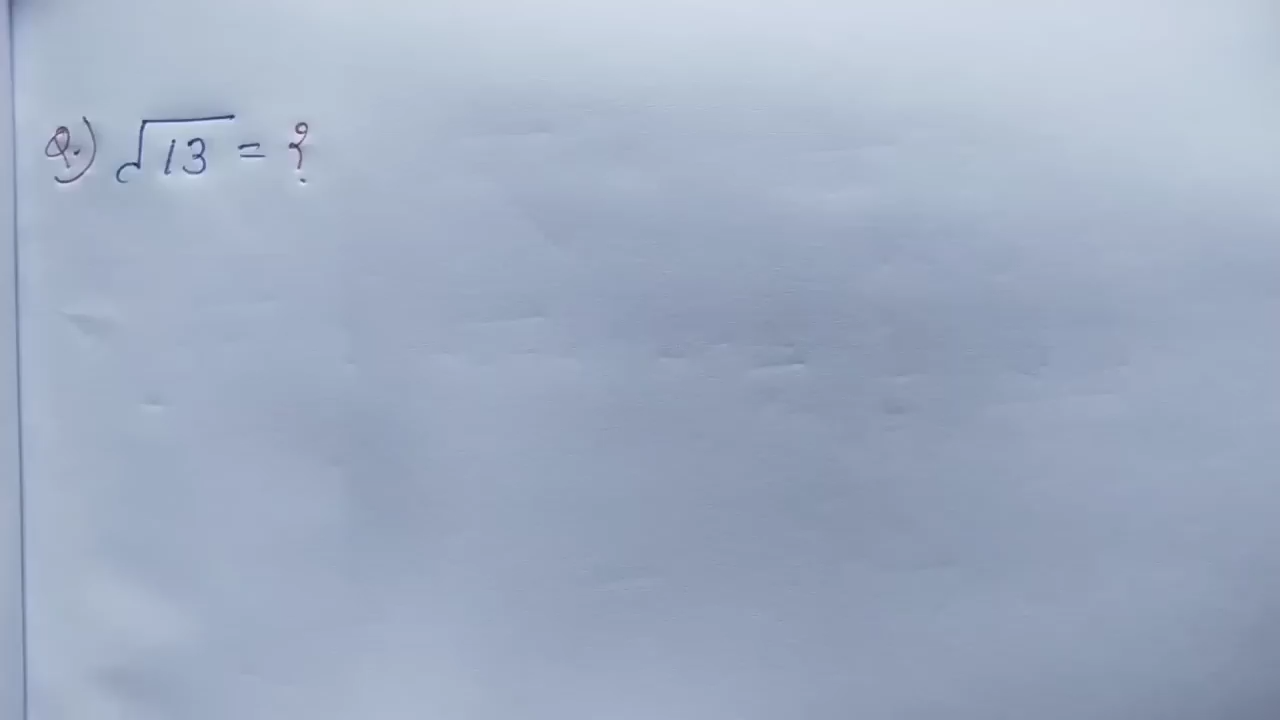 Q.) √13 = ?